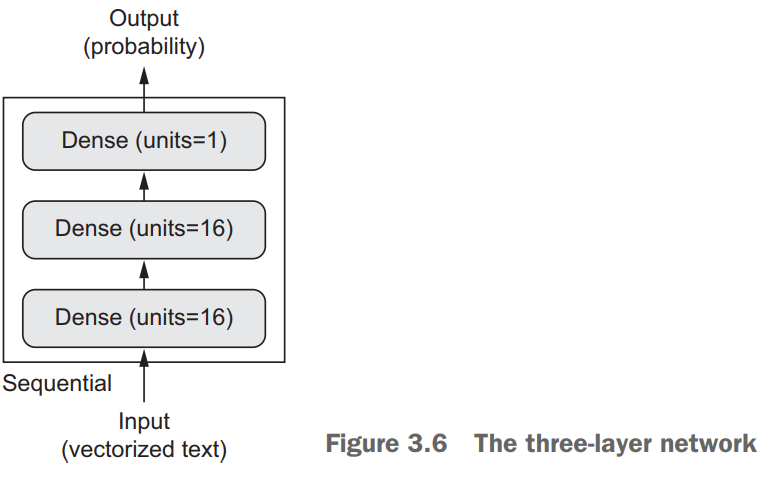 Output
(probability)
Dense (units=1)
Dense (units=16)
Dense (units=16)
Sequential
Input
(vectorized text)
Figure 3.6 The three-layer network